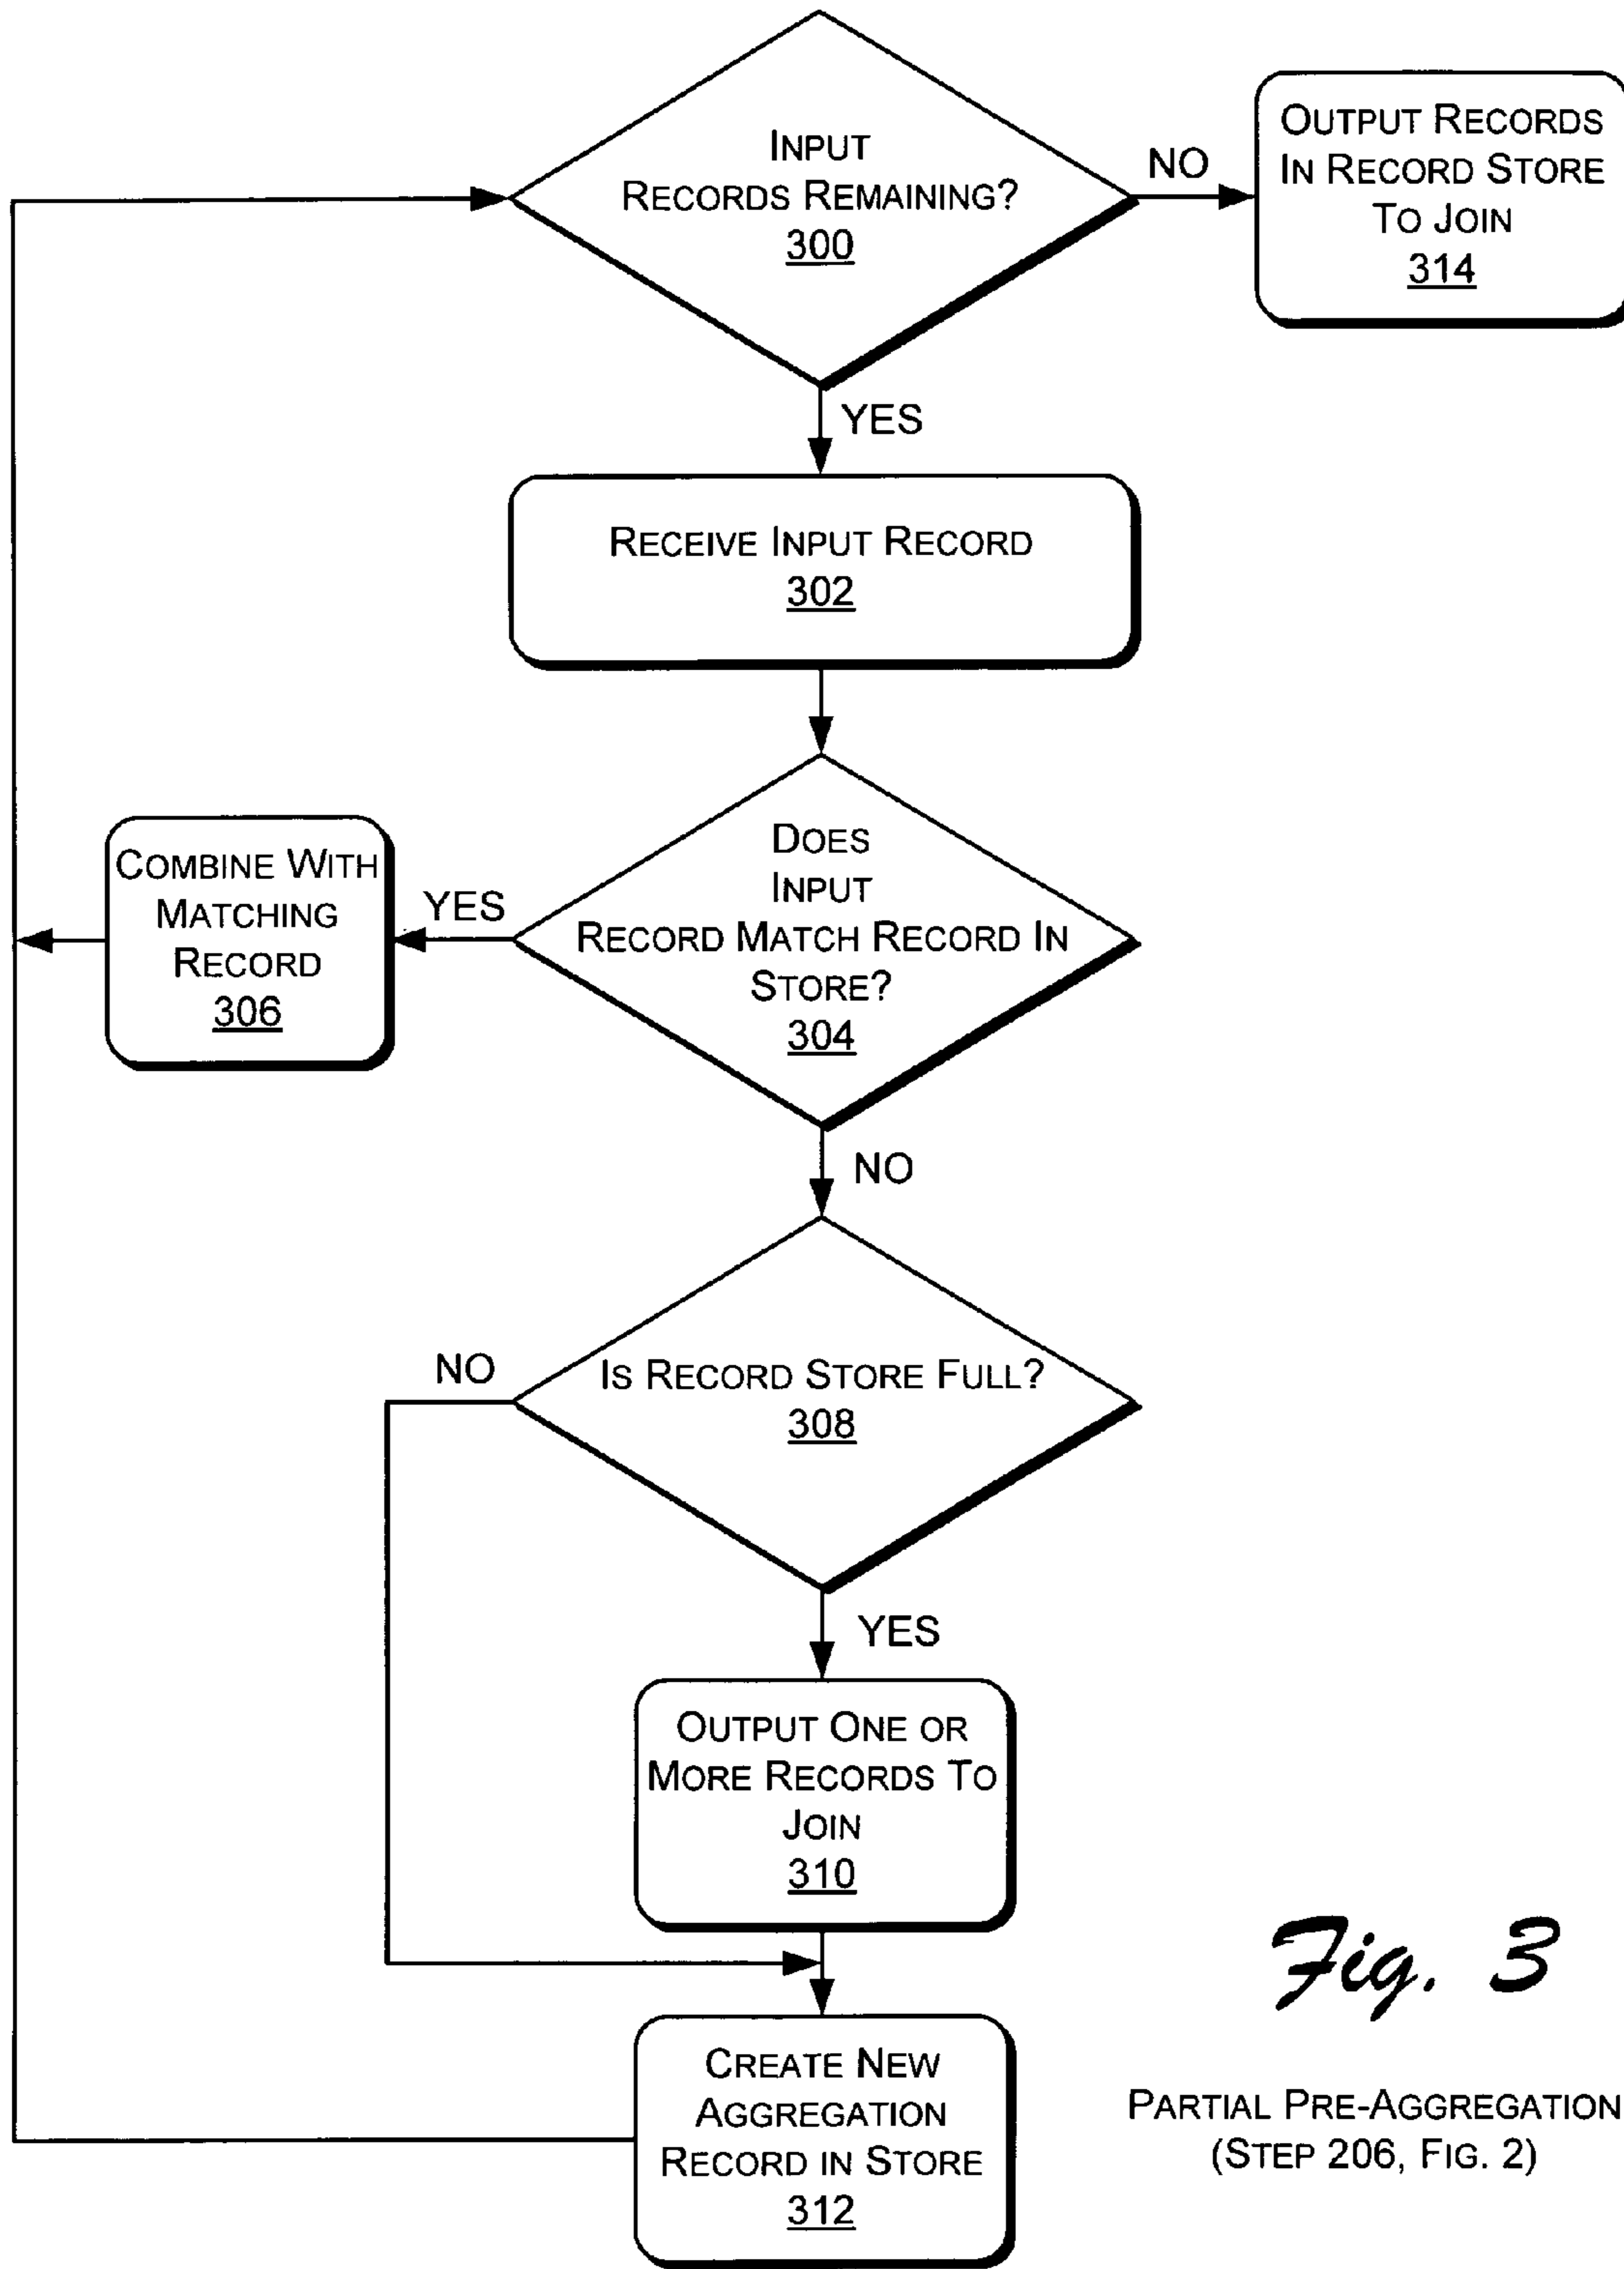 INPUT
RECORDS REMAINING?
300
NO
OUTPUT RECORDS
IN RECORD STORE
TO JOIN
314
YES
RECEIVE INPUT RECORD
302
DOES
INPUT
RECORD MATCH RECORD IN
STORE?
304
YES
COMBINE WITH
MATCHING
RECORD
306
NO
IS RECORD STORE FULL?
308
NO
YES
OUTPUT ONE OR
MORE RECORDS TO
JOIN
310
CREATE NEW
AGGREGATION
RECORD IN STORE
312
Fig. 3
PARTIAL PRE-AGGREGATION
(STEP 206, FIG. 2)